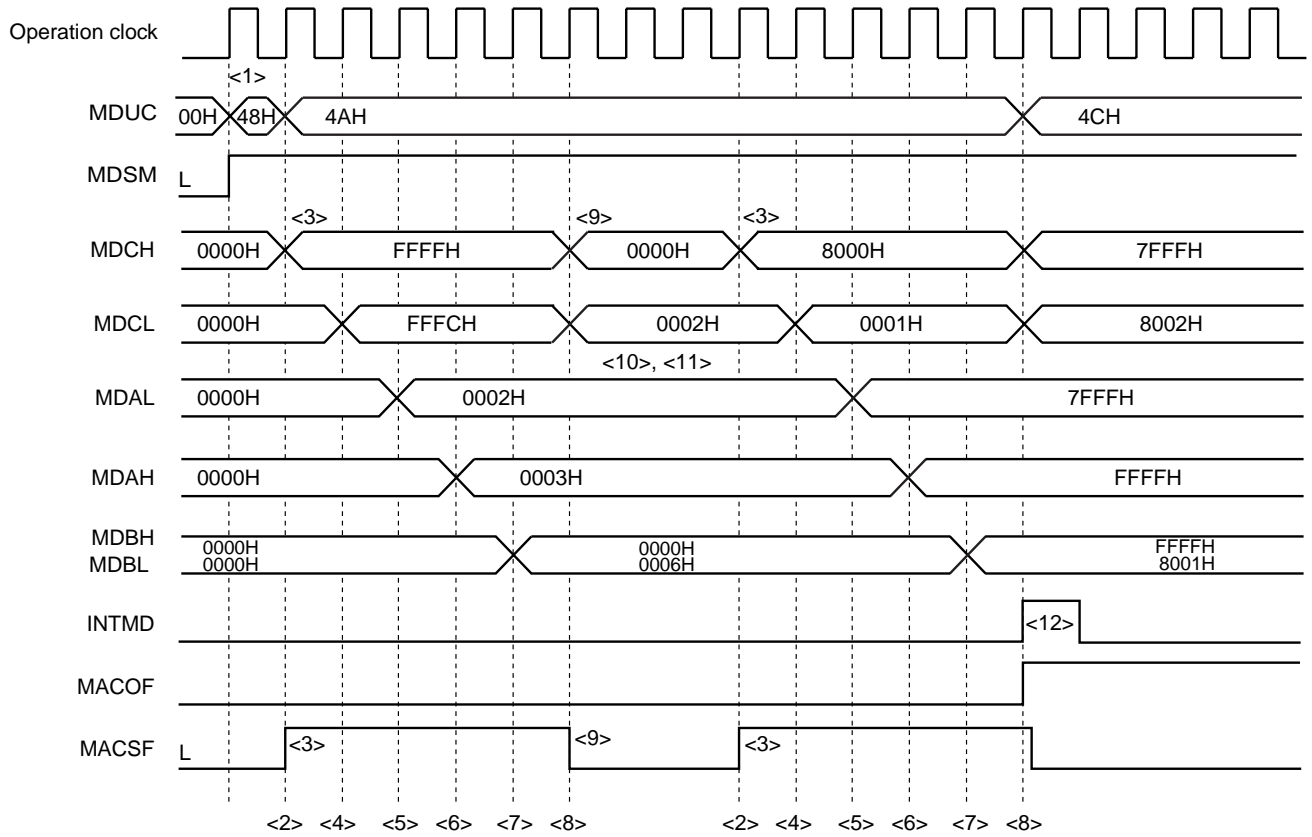 Operation clock
<1>
MDUC 00H 48H 4AH 4CH
MDSM L
<3> <9> <3>
MDCH 0000H FFFFH 0000H 8000H 7FFFH
MDCL 0000H FFFCH 0002H 0001H 8002H
<10>, <11>
MDAL 0000H 0002H 7FFFH
MDAH 0000H 0003H FFFFH
MDBH 0000H 0000H FFFFH
MDBL 0000H 0006H 8001H
INTMD <12>
MACOF
MACSF L <3> <9> <3>
<2> <4> <5> <6> <7> <8> <2> <4> <5> <6> <7> <8>